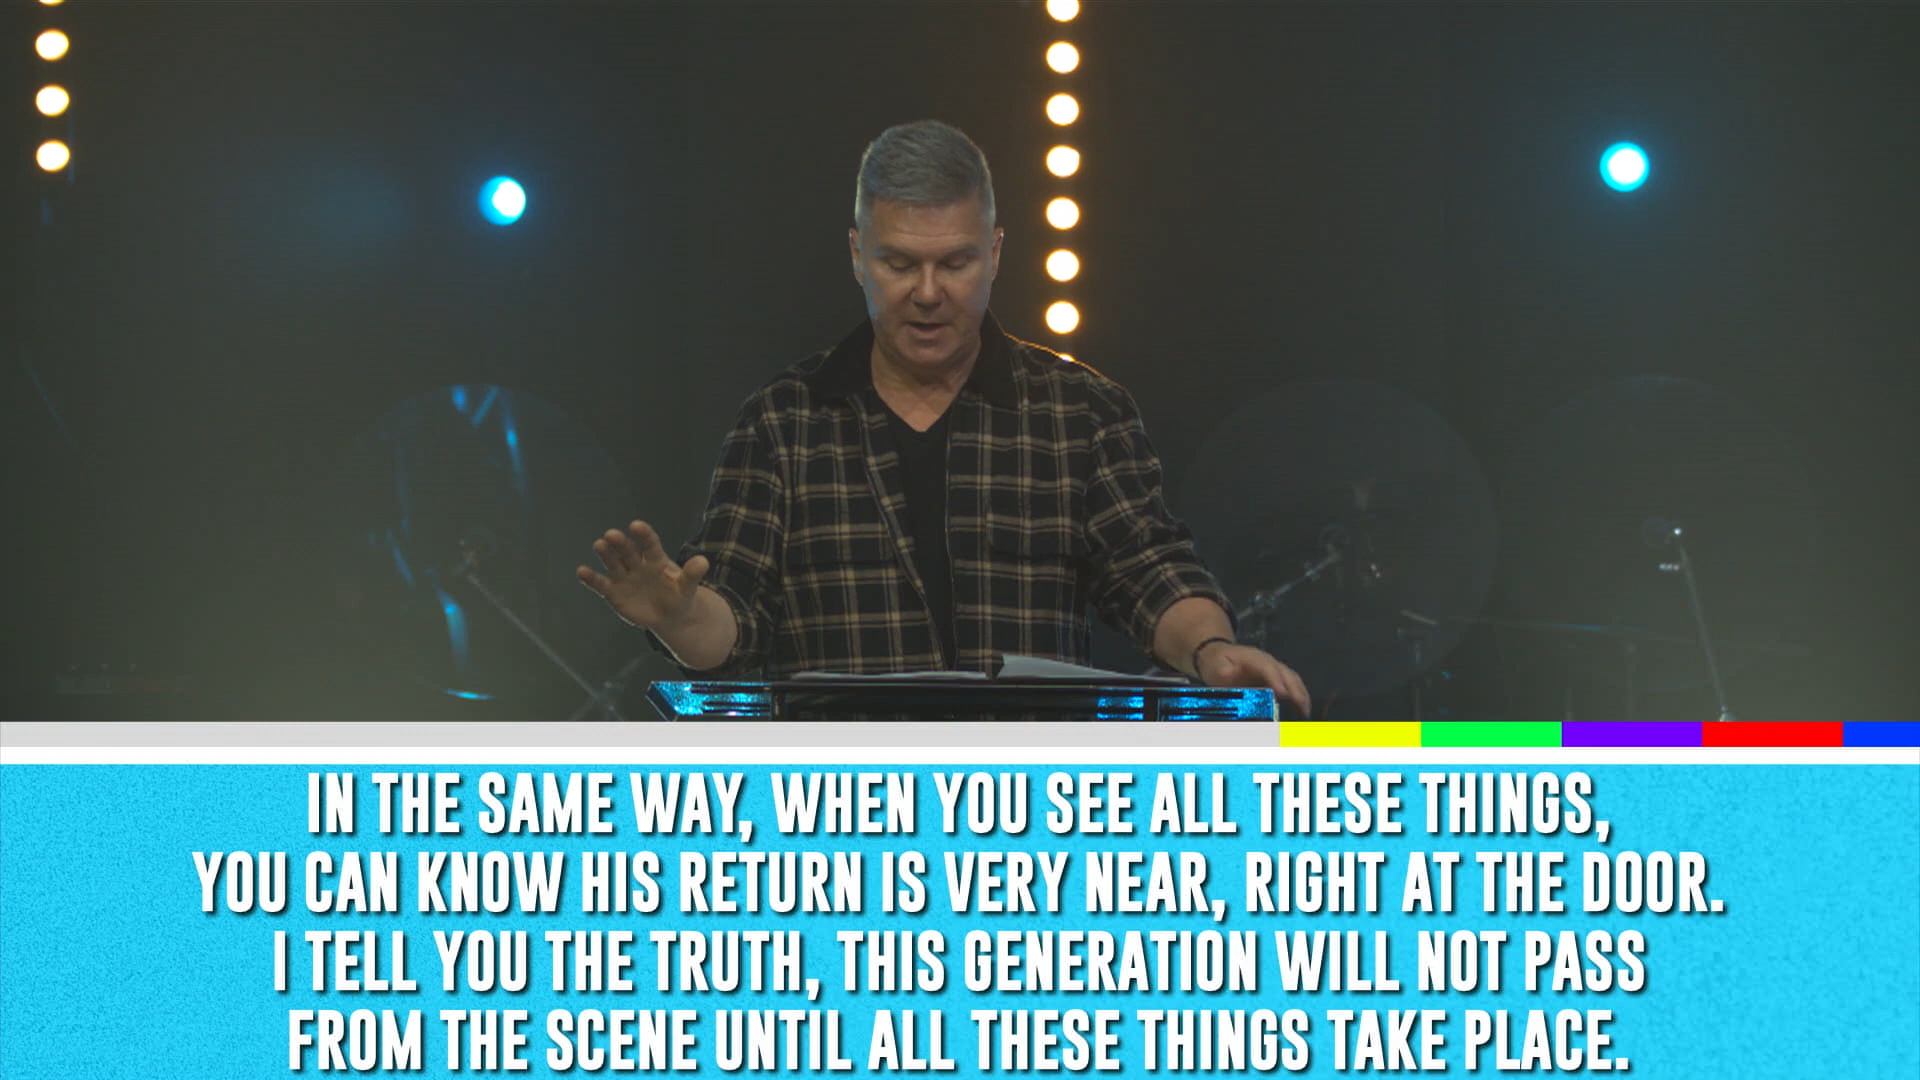 IN THE SAME WAY, WHEN YOU SEE ALL THESE THINGS,
YOU CAN KNOW HIS RETURN IS VERY NEAR, RIGHT AT THE DOOR.
I TELL YOU THE TRUTH, THIS GENERATION WILL NOT PASS
FROM THE SCENE UNTIL ALL THESE THINGS TAKE PLACE.